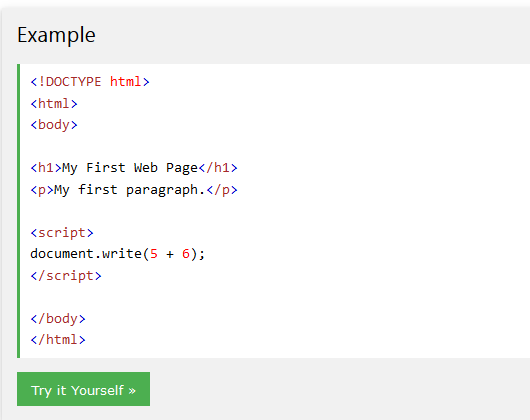 Example
<!DOCTYPE html>
<html>
<body>
<h1>My First Web Page</h1>
<p>My first paragraph.</p>
<script>
document.write(5 + 6);
</script>
</body>
</html>
Try it Yourself »